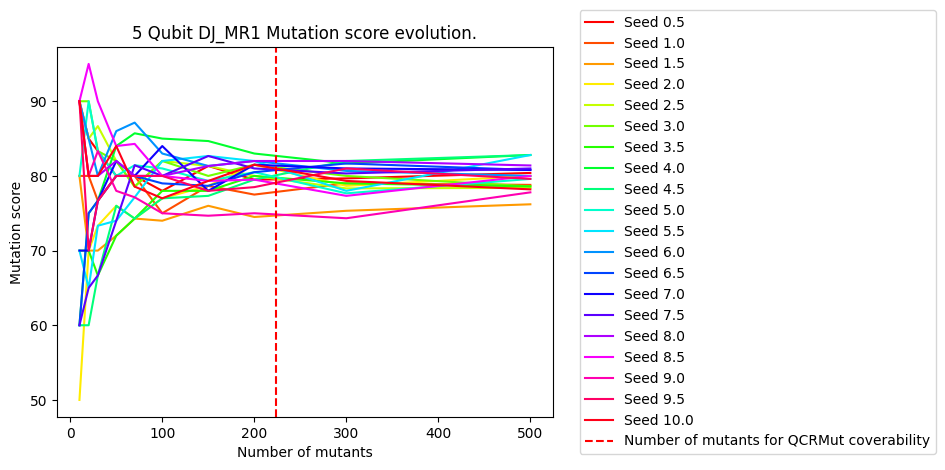 5 Qubit DJ_MR1 Mutation score evolution.
Mutation score
90
80
70
60
50
0
100
200
300
400
500
Number of mutants
Seed 0.5
Seed 1.0
Seed 1.5
Seed 2.0
Seed 2.5
Seed 3.0
Seed 3.5
Seed 4.0
Seed 4.5
Seed 5.0
Seed 5.5
Seed 6.0
Seed 6.5
Seed 7.0
Seed 7.5
Seed 8.0
Seed 8.5
Seed 9.0
Seed 9.5
Seed 10.0
Number of mutants for QCRMut coverability